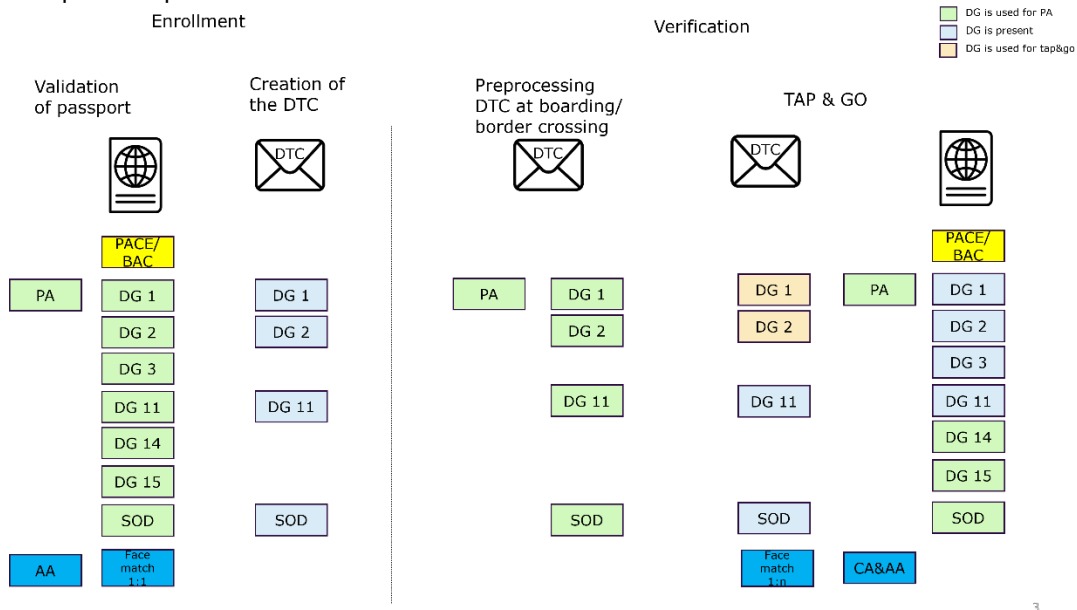 Enrollment
Verification
DG is used for PA
DG is present
DG is used for tap&go
Validation
of passport
Creation of
the DTC
Preprocessing
DTC at boarding/
border crossing
TAP & GO
DTC
DTC
DTC
PACE/
BAC
PACE/
BAC
PA
DG 1
DG 1
PA
DG 1
DG 1
PA
DG 1
DG 2
DG 2
DG 2
DG 2
DG 2
DG 3
DG 3
DG 11
DG 11
DG 11
DG 11
DG 11
DG 14
DG 14
DG 15
DG 15
SOD
SOD
SOD
SOD
SOD
AA
Face
match
1:1
Face
match
1:n
CA&AA
3